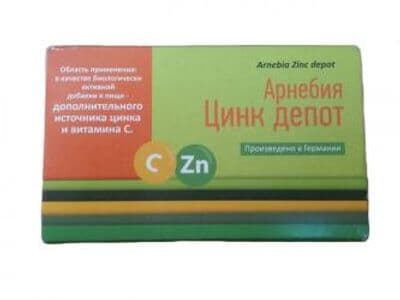 Область применения:
в качестве биологически
активной
добавки к пище -
дополнительного
источника цинка
и витамина С.
Arnebia Zinc depot
Арнебия
Цинк депот
C Zn
Произведено в Германии